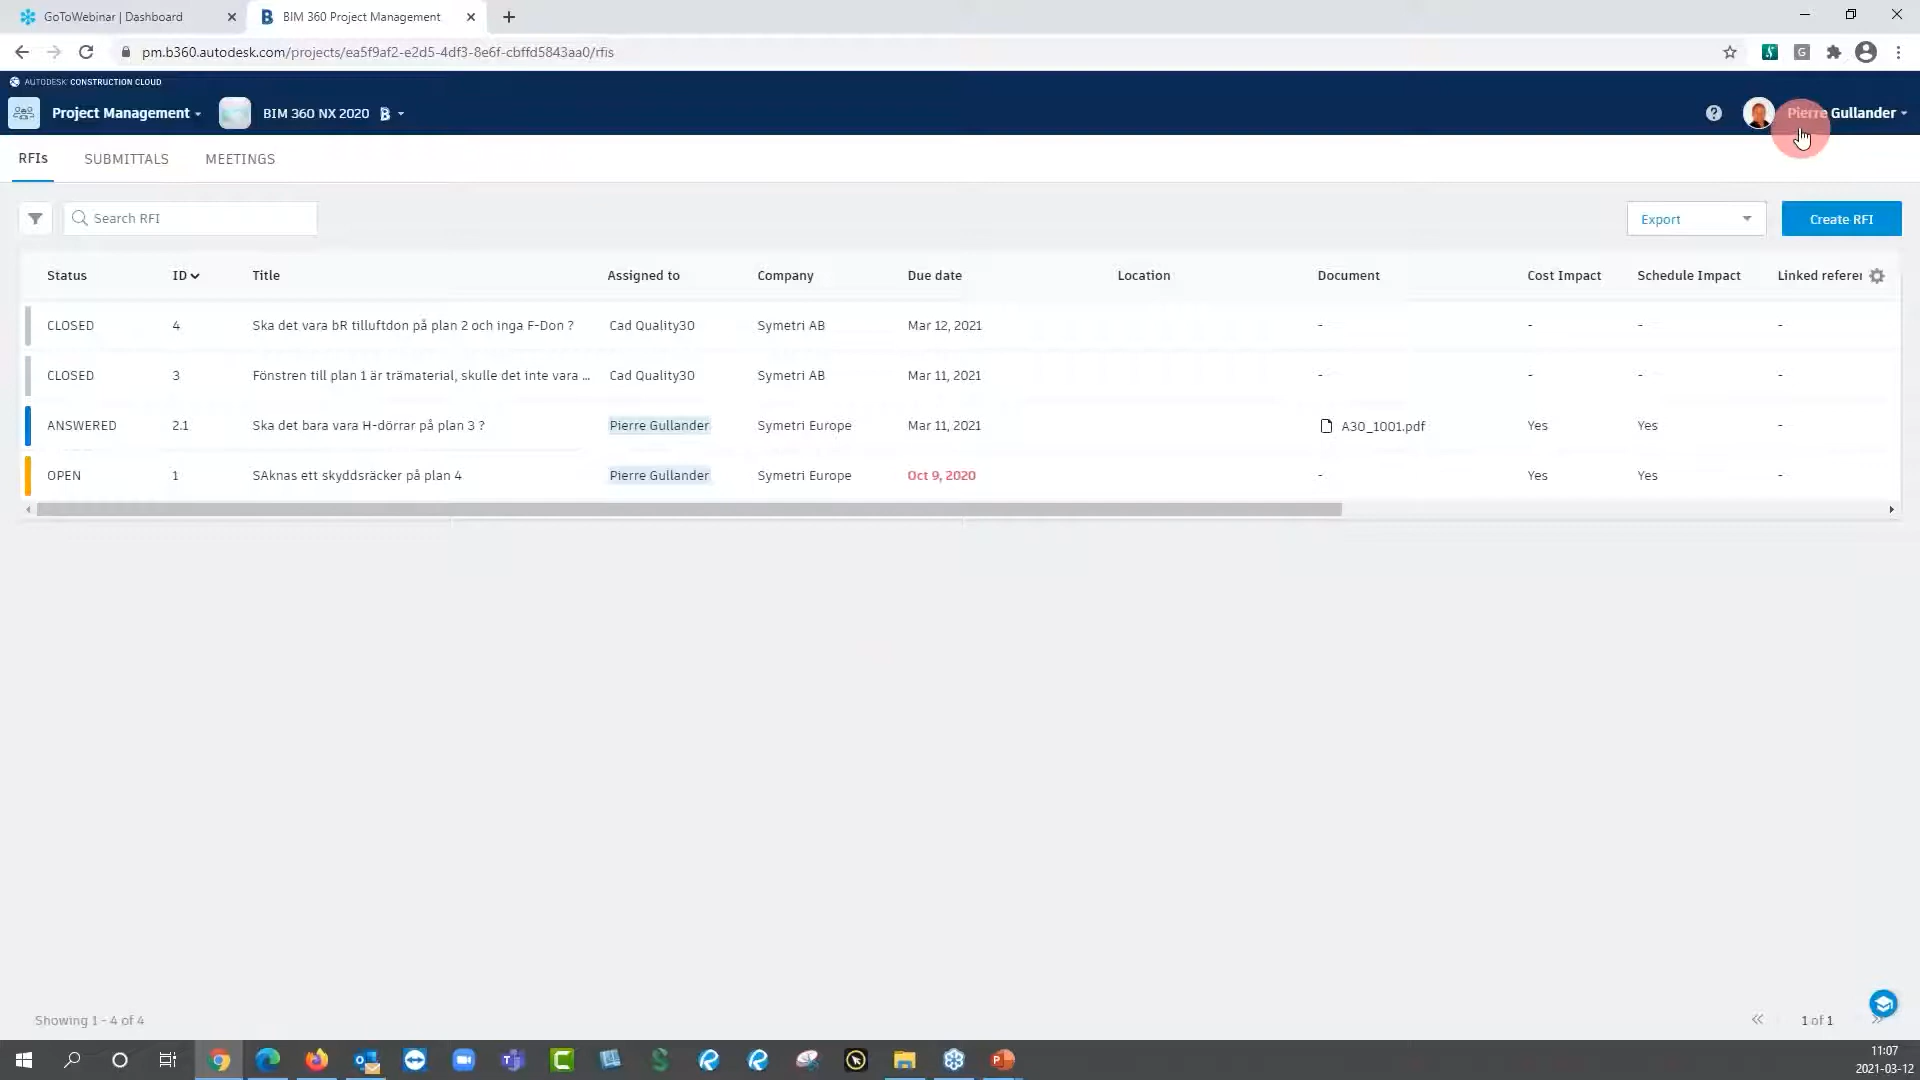 GoToWebinar | Dashboard
BIM 360 Project Management
pm.b360.autodesk.com/projects/ea5f9af2-e2d5-4df3-8e6f-cbffd5843aa0/rfis
AUTODESK CONSTRUCTION CLOUD
Project Management
BIM 360 NX 2020
Pierre Gullander
RFIs SUBMITTALS MEETINGS
Search RFI
Export
Create RFI
Status ID Title Assigned to Company Due date Location Document Cost Impact Schedule Impact Linked referer
CLOSED 4 Ska det vara bR tilluftdon på plan 2 och inga F-Don ? Cad Quality30 Symetri AB Mar 12, 2021 - - - -
CLOSED 3 Fönstren till plan 1 är trämaterial, skulle det inte vara ... Cad Quality30 Symetri AB Mar 11, 2021 - - - -
ANSWERED 2.1 Ska det bara vara H-dörrar på plan 3 ? Pierre Gullander Symetri Europe Mar 11, 2021 A30_1001.pdf Yes Yes -
OPEN 1 SAknas ett skyddsräcker på plan 4 Pierre Gullander Symetri Europe Oct 9, 2020 - Yes Yes -
Showing 1 - 4 of 4
1 of 1
11:07
2021-03-12